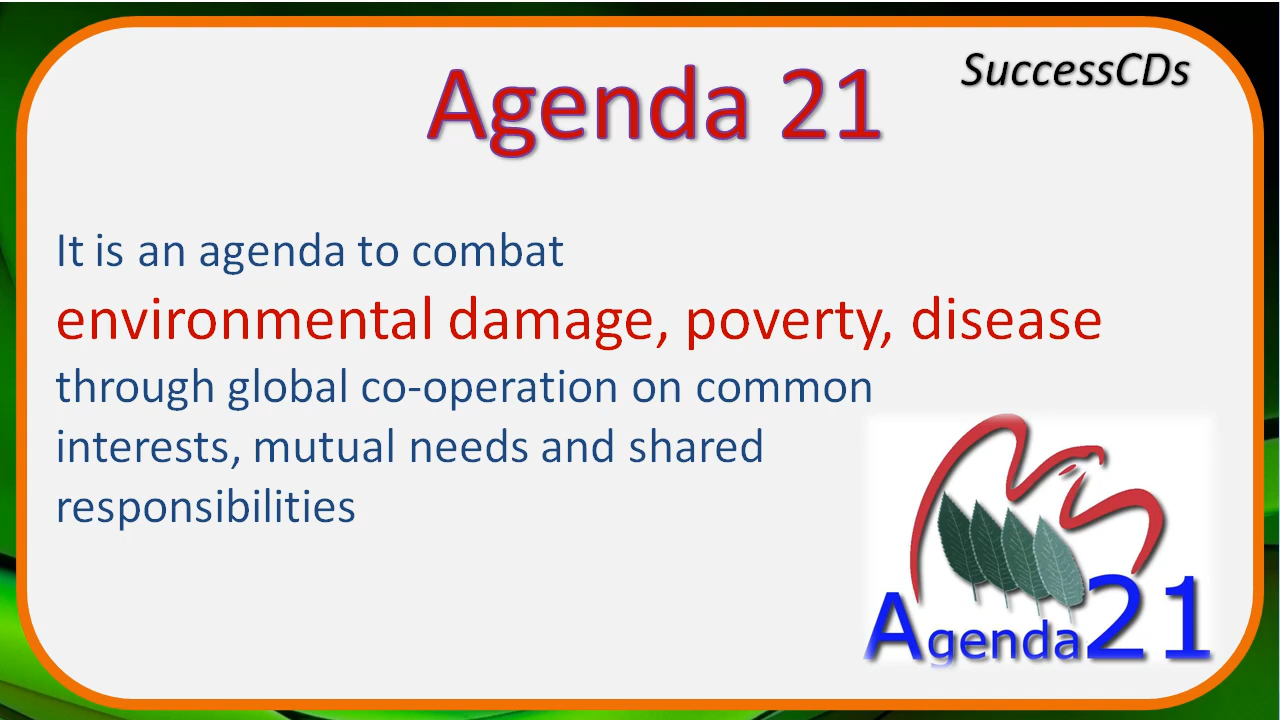 SuccessCDs
Agenda 21
It is an agenda to combat
environmental damage, poverty, disease
through global co-operation on common
interests, mutual needs and shared
responsibilities
Agenda21